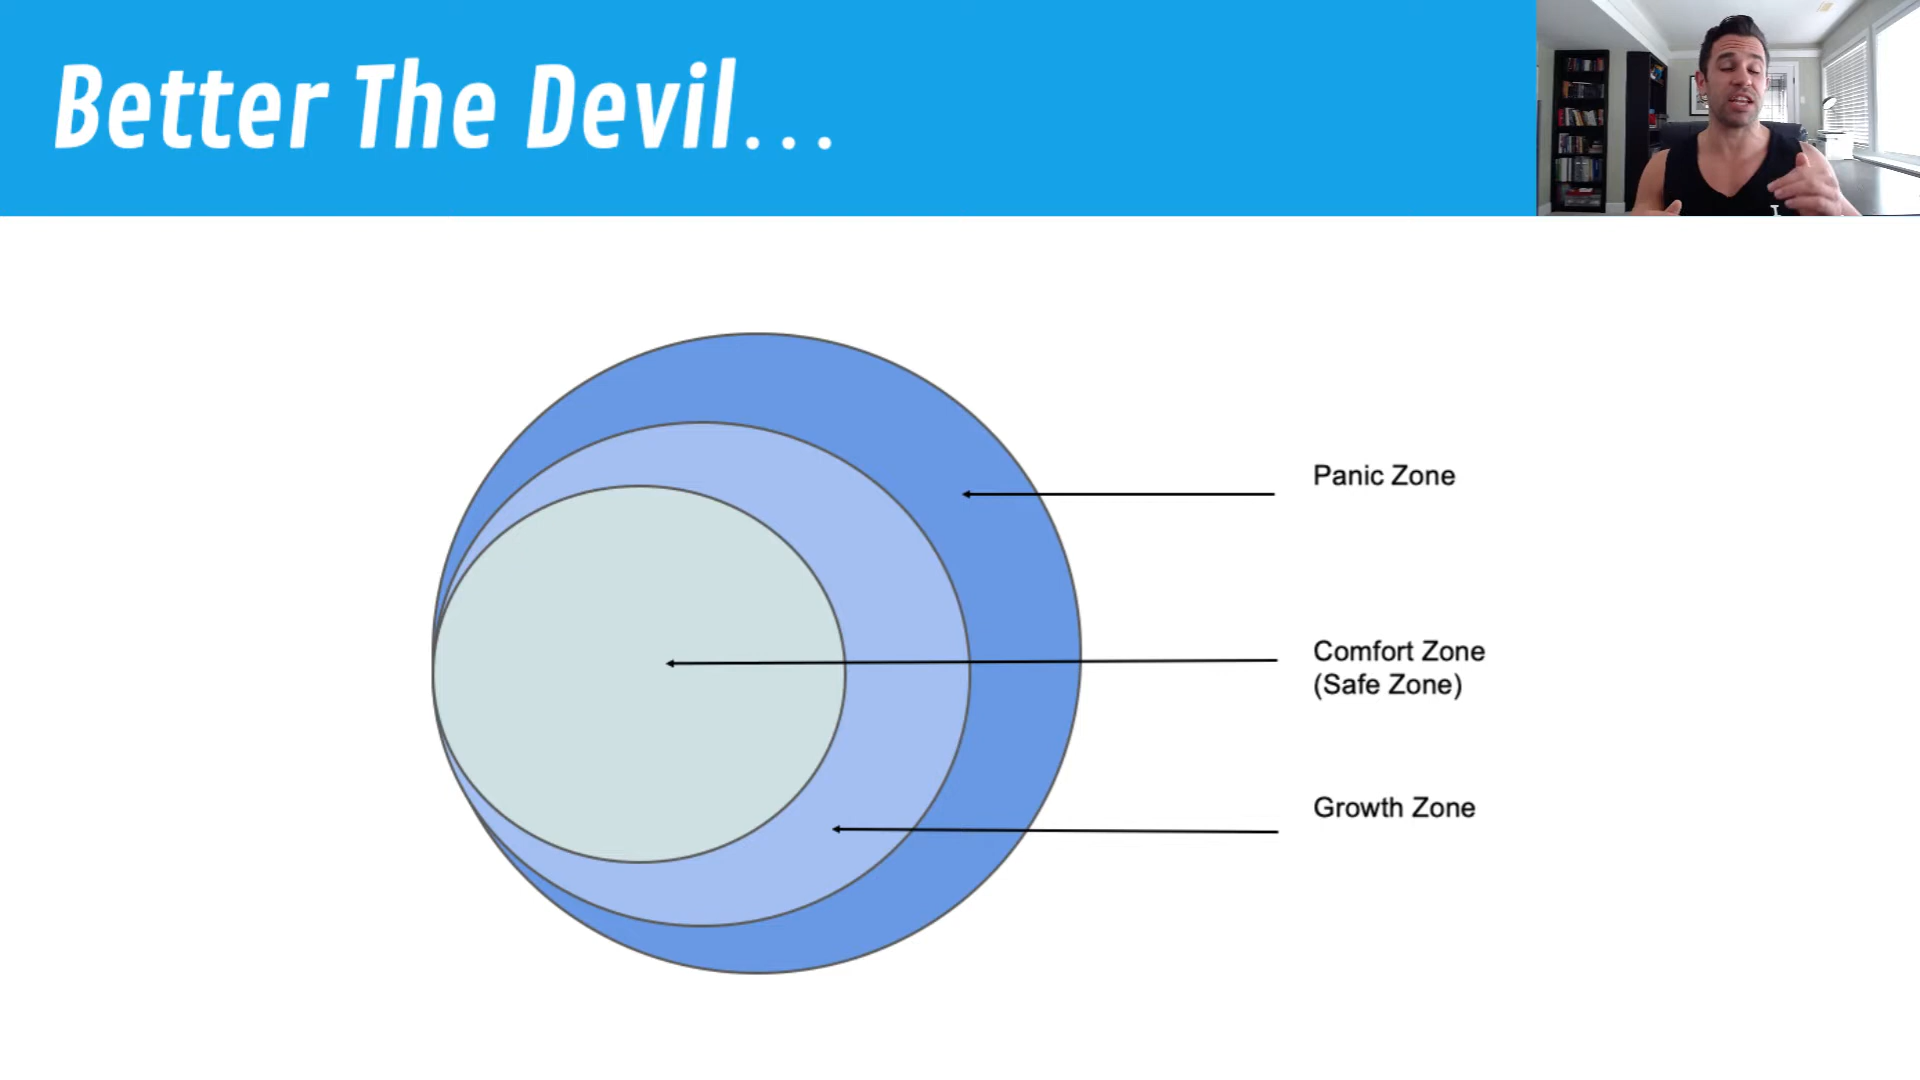 Better The Devil...
Panic Zone
Comfort Zone
(Safe Zone)
Growth Zone